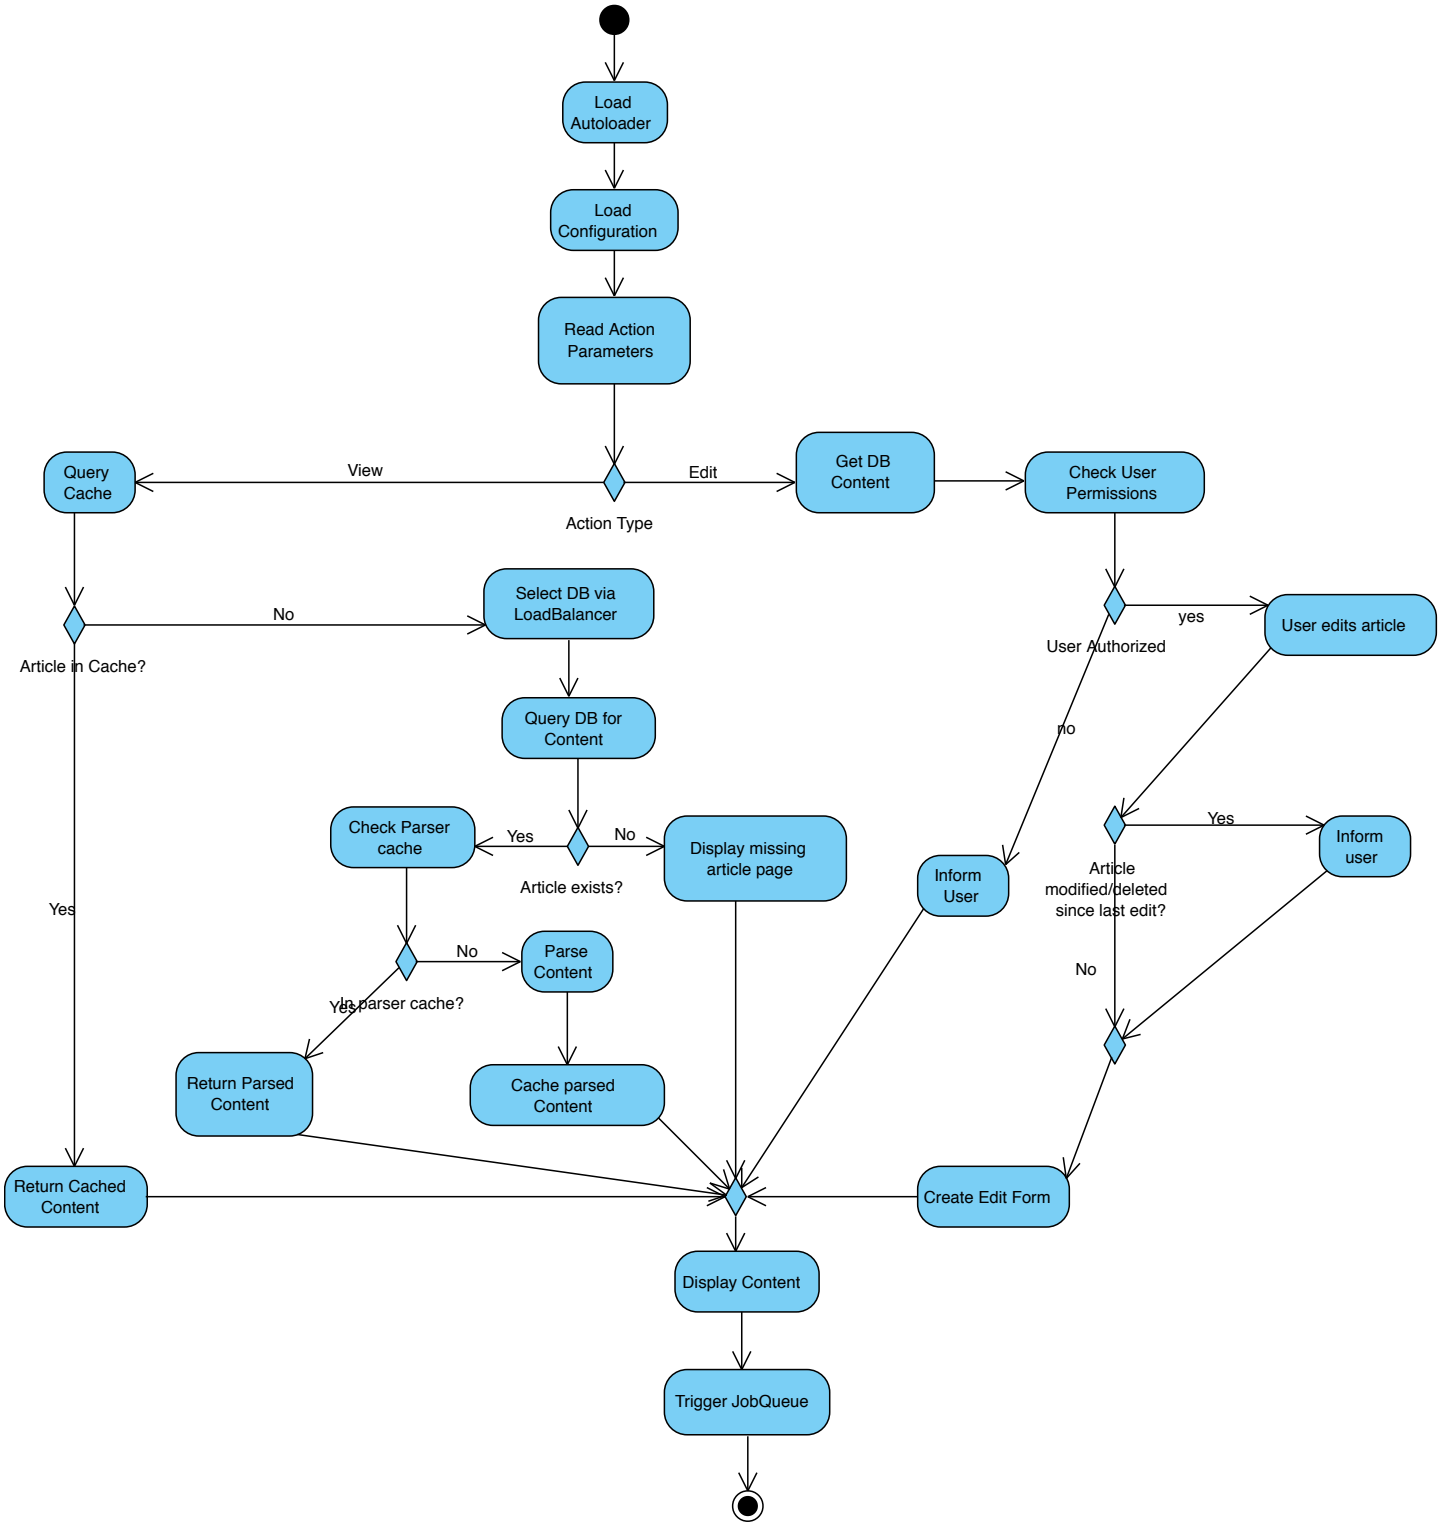 Load
Autoloader
Load
Configuration
Read Action
Parameters
View
Edit
Action Type
Query
Cache
Get DB
Content
Check User
Permissions
Article in Cache?
No
Select DB via
LoadBalancer
User Authorized
yes
User edits article
Query DB for
Content
no
Check Parser
cache
Yes
No
Article exists?
Display missing
article page
Inform
User
Yes
Inform
user
Article
modified/deleted
since last edit?
No
Yes
No
Parse
Content
In parser cache?
Yes
Return Parsed
Content
Cache parsed
Content
Return Cached
Content
Create Edit Form
Display Content
Trigger JobQueue